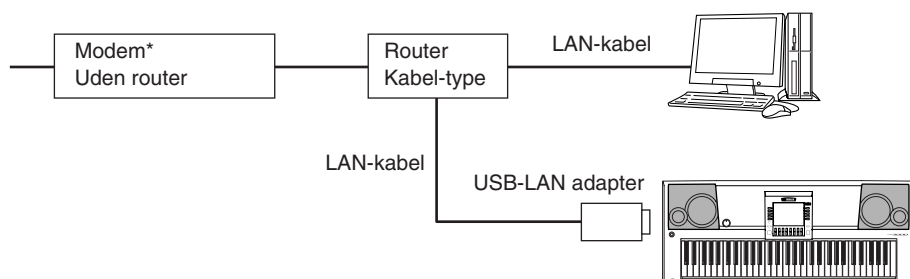 Modem*
Uden router
Router
Kabel-type
LAN-kabel
LAN-kabel
USB-LAN adapter